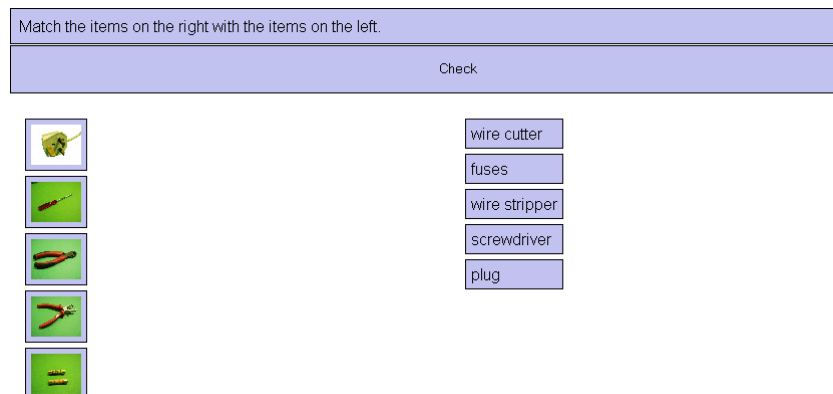 Match the items on the right with the items on the left.
Check
wire cutter
fuses
wire stripper
screwdriver
plug